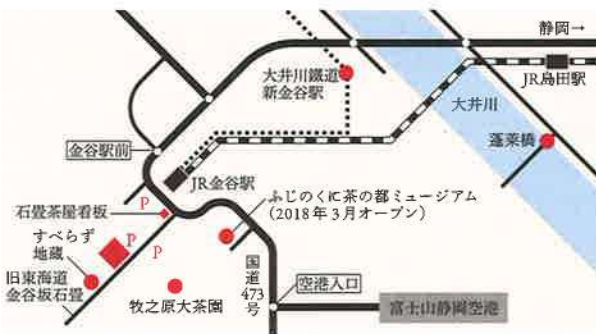 静岡→
大井川鐵道
新金谷駅
JR島田駅
大井川
蓬莱橋
金谷駅前
JR金谷駅
P
石畳茶屋看板
ふじのくに茶の都ミュージアム
(2018年3月オープン)
すべらず
地蔵
P
P
旧東海道
金谷坂石畳
牧之原大茶園
国道
473
号
空港入口
富士山静岡空港